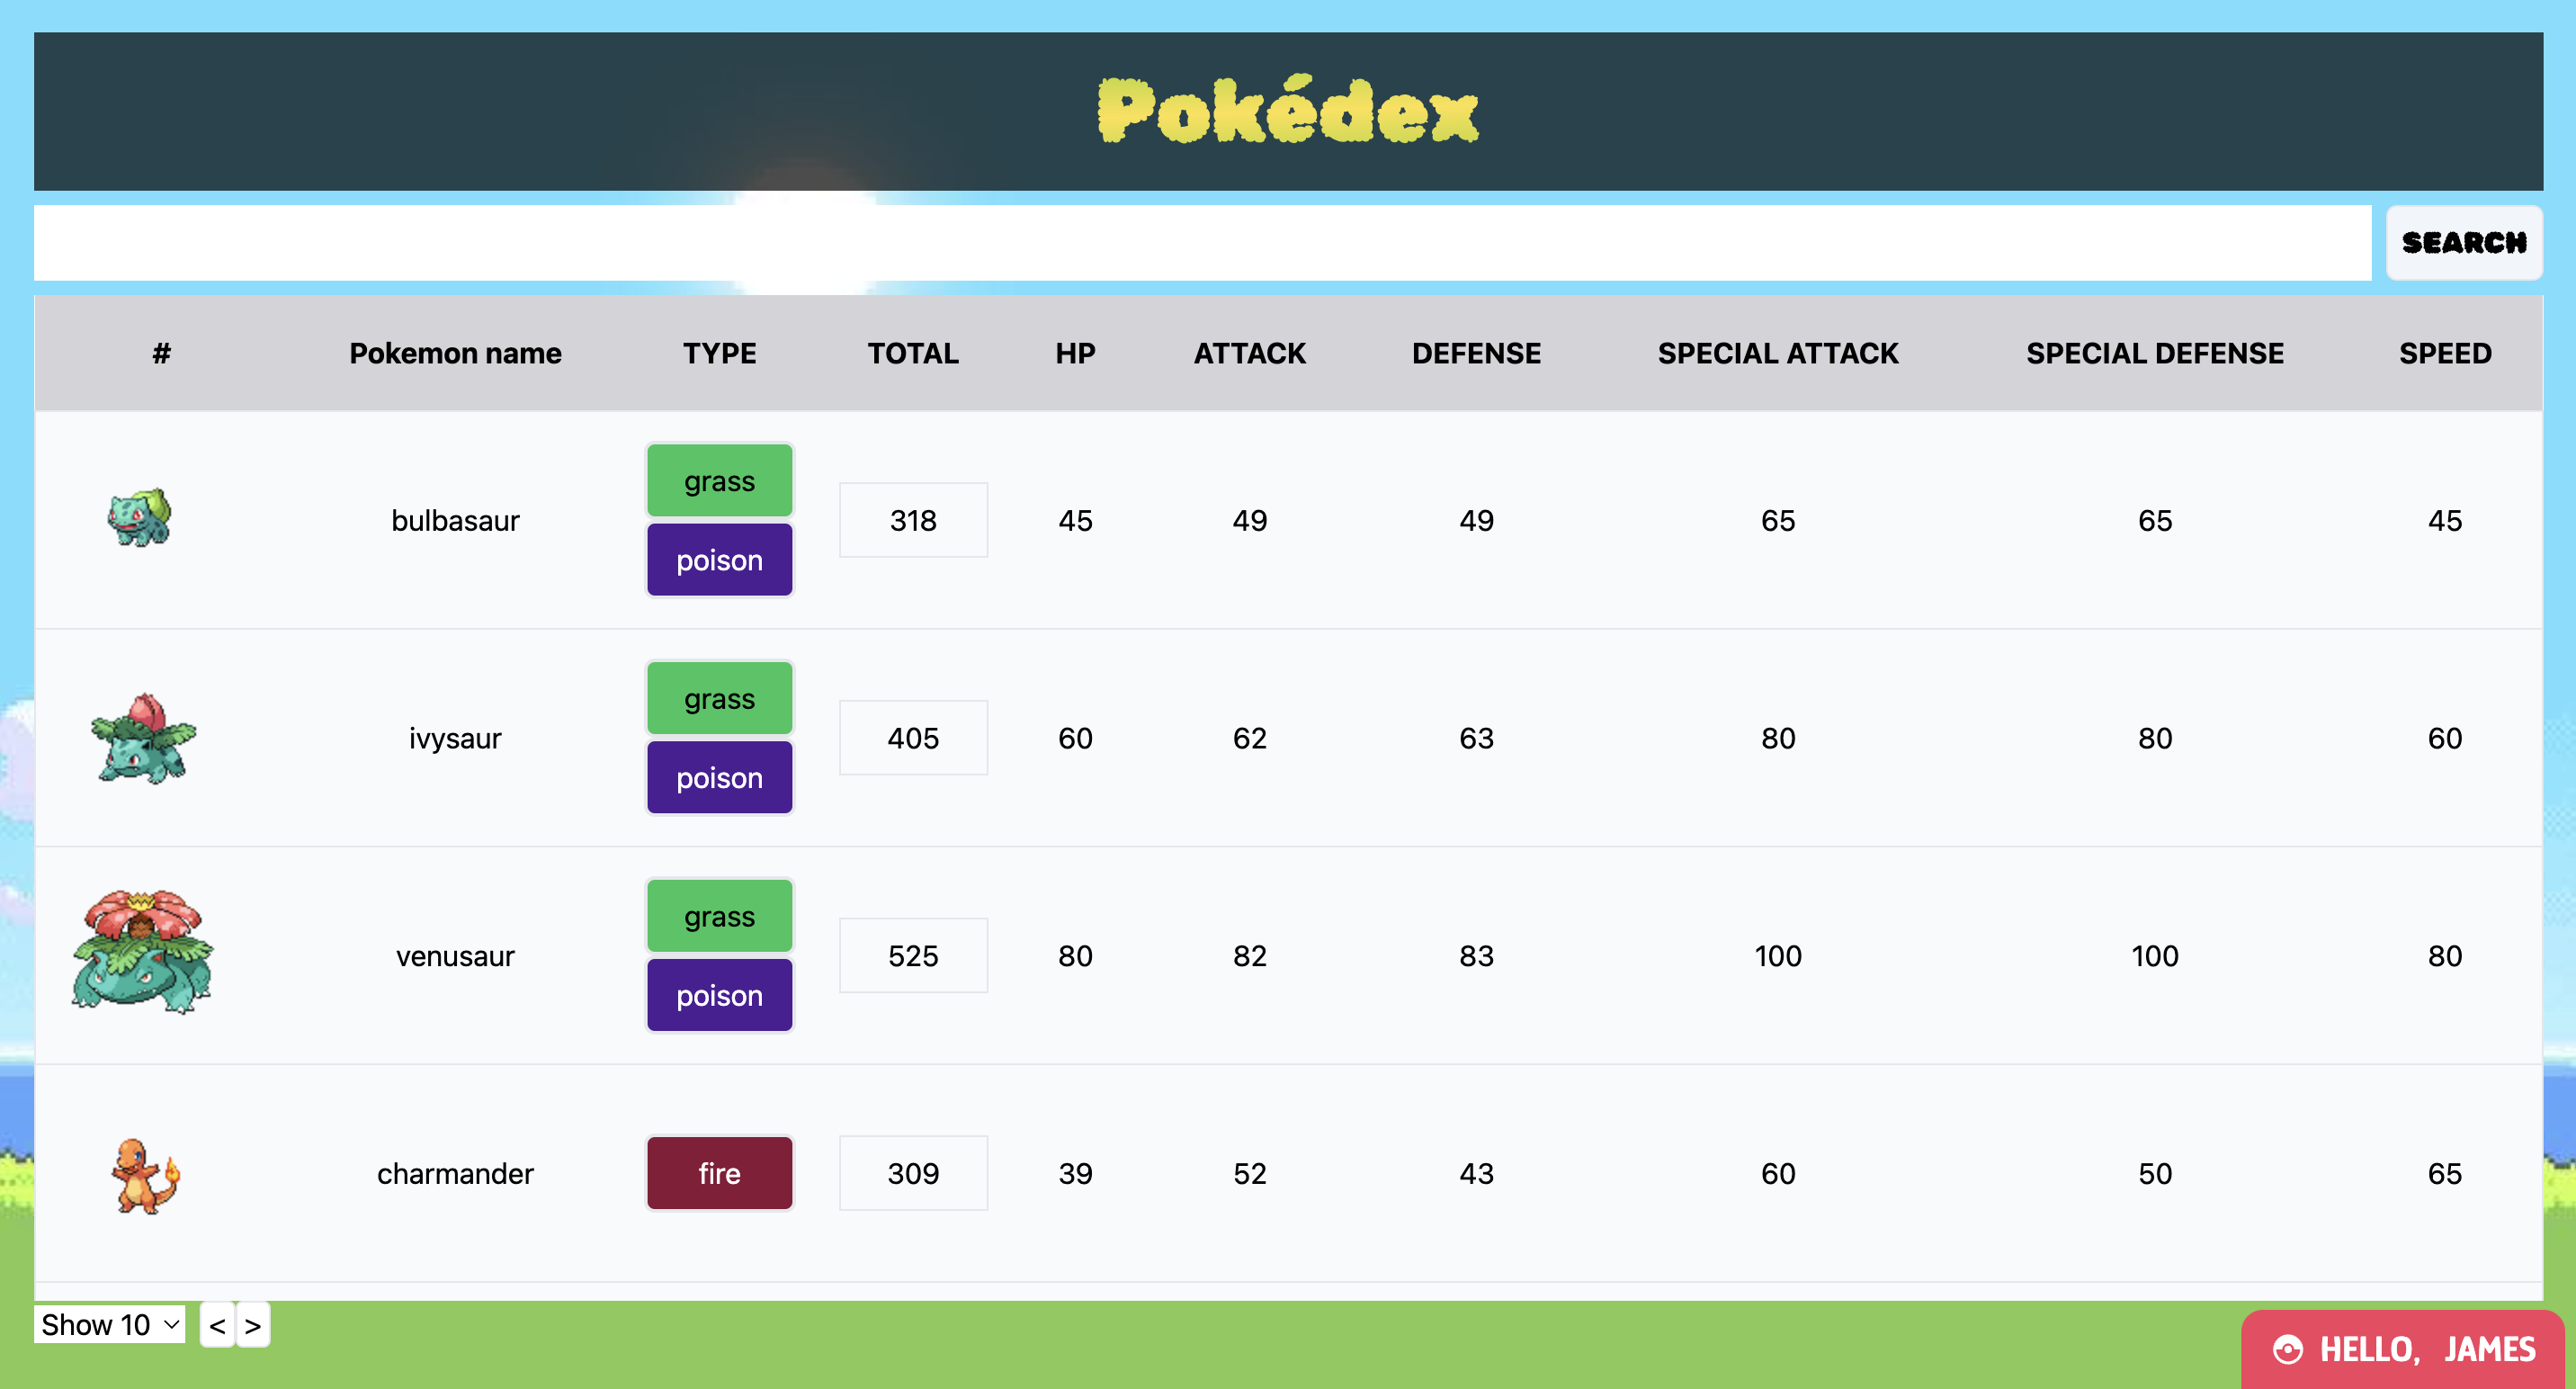 Pokédex
SEARCH
# Pokemon name TYPE TOTAL HP ATTACK DEFENSE SPECIAL ATTACK SPECIAL DEFENSE SPEED
bulbasaur grass poison 318 45 49 49 65 65 45
ivysaur grass poison 405 60 62 63 80 80 60
venusaur grass poison 525 80 82 83 100 100 80
charmander fire 309 39 52 43 60 50 65
Show 10 < >
HELLO, JAMES